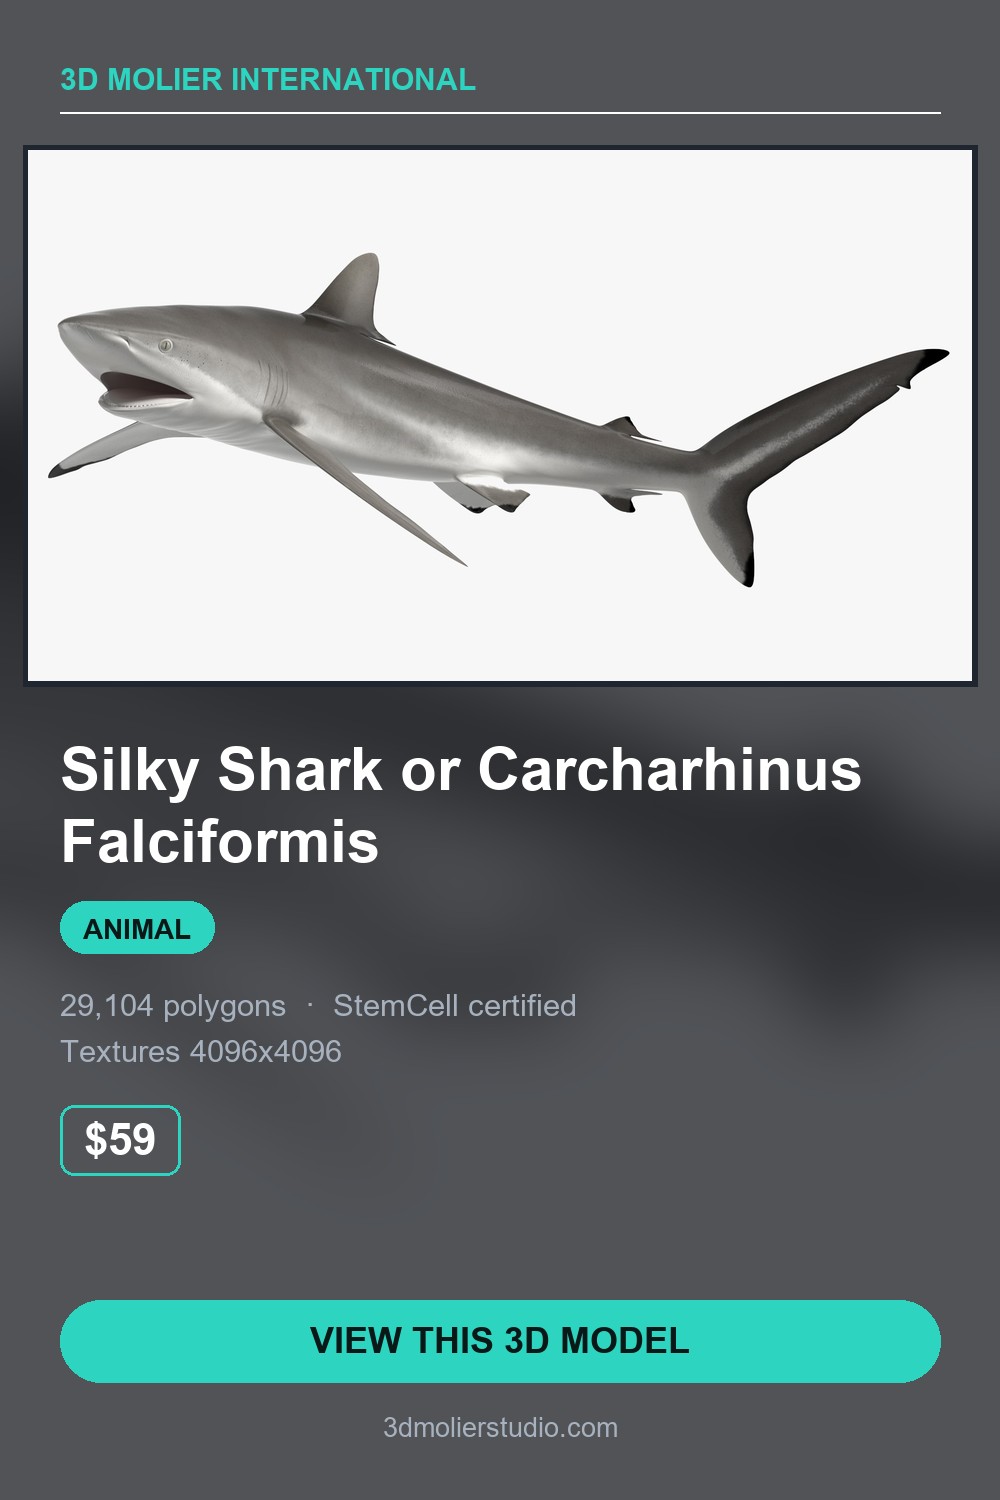 3D MOLIER INTERNATIONAL
Silky Shark or Carcharhinus
Falciformis
ANIMAL
29,104 polygons · StemCell certified
Textures 4096x4096
$59
VIEW THIS 3D MODEL
3dmolierstudio.com